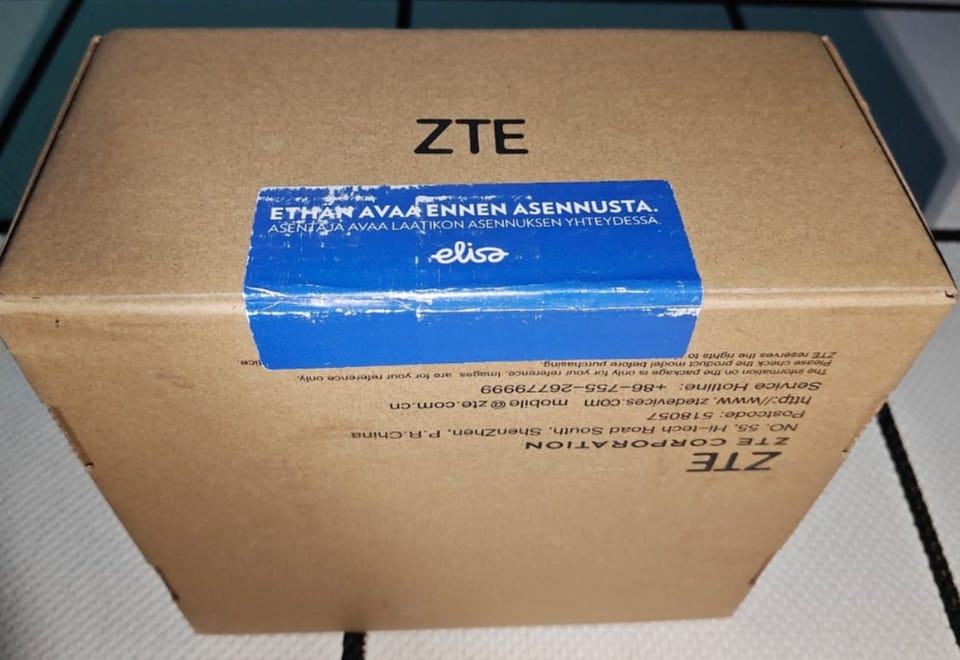 ZTE
ETHÄN AVAA ENNEN ASENNUSTA.
ASENTAJA AVAA LAATIKON ASENNUKSEN YHTEYDESSÄ.
elisa
ZTE
ZTE CORPORATION
NO. 55, Hi-tech Road South, ShenZhen, P.R.China
Postcode: 518057
http://www.ztedevices.com mobile@zte.com.cn
Service Hotline: +86-755-26779999
The information on the package is only for your reference. Images are for your reference only.
Please check the product model before purchasing.
ZTE reserves the rights to